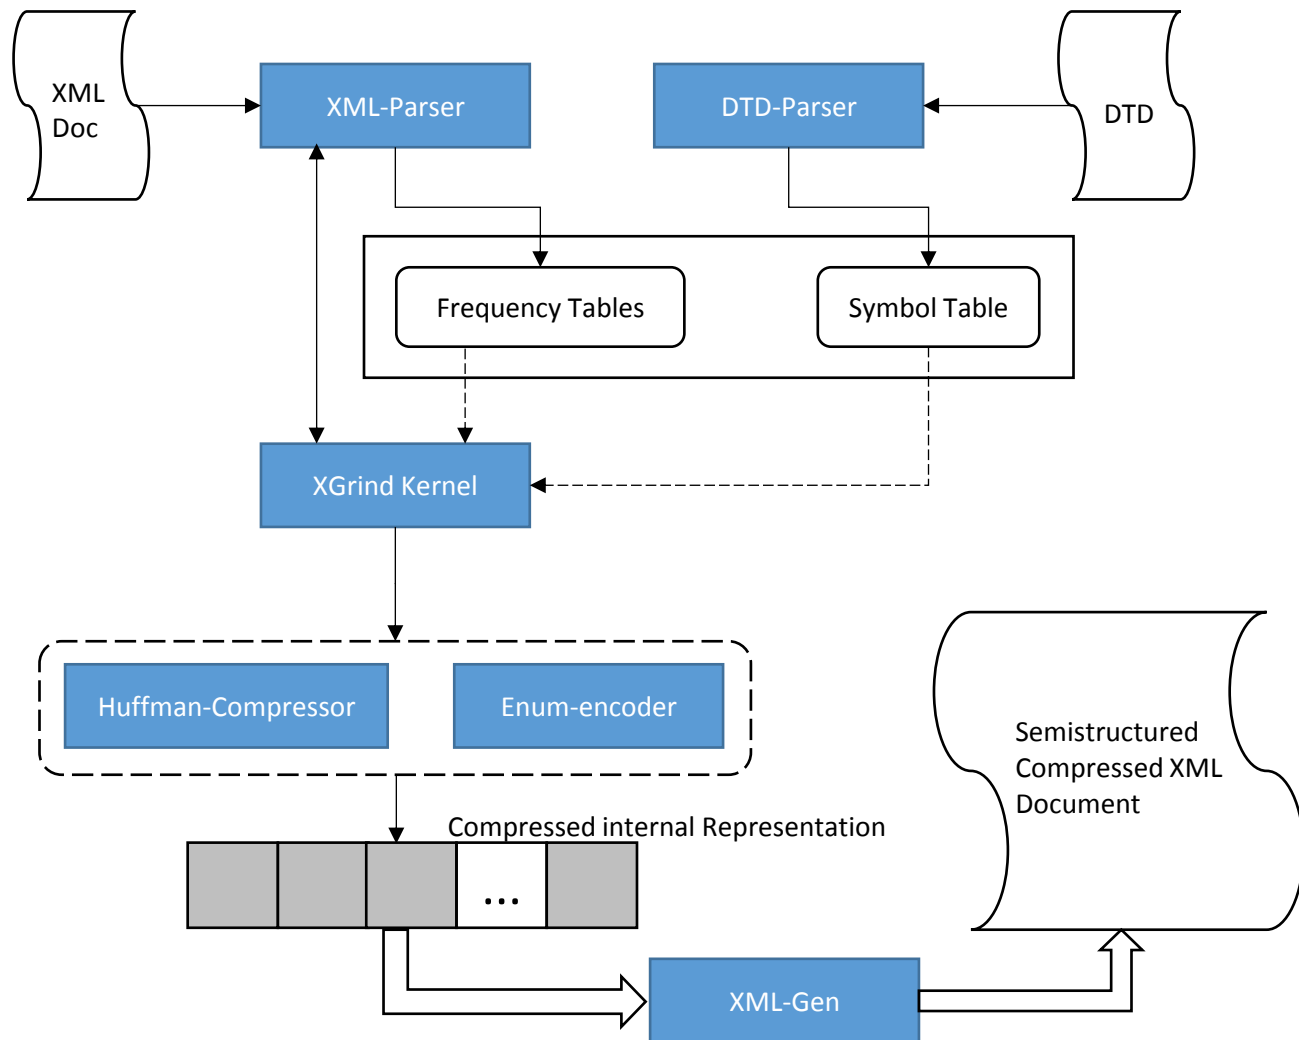 XML
Doc
XML-Parser
DTD-Parser
DTD
Frequency Tables
Symbol Table
XGrind Kernel
Huffman-Compressor
Enum-encoder
Semistructured
Compressed XML
Document
Compressed internal Representation
...
XML-Gen